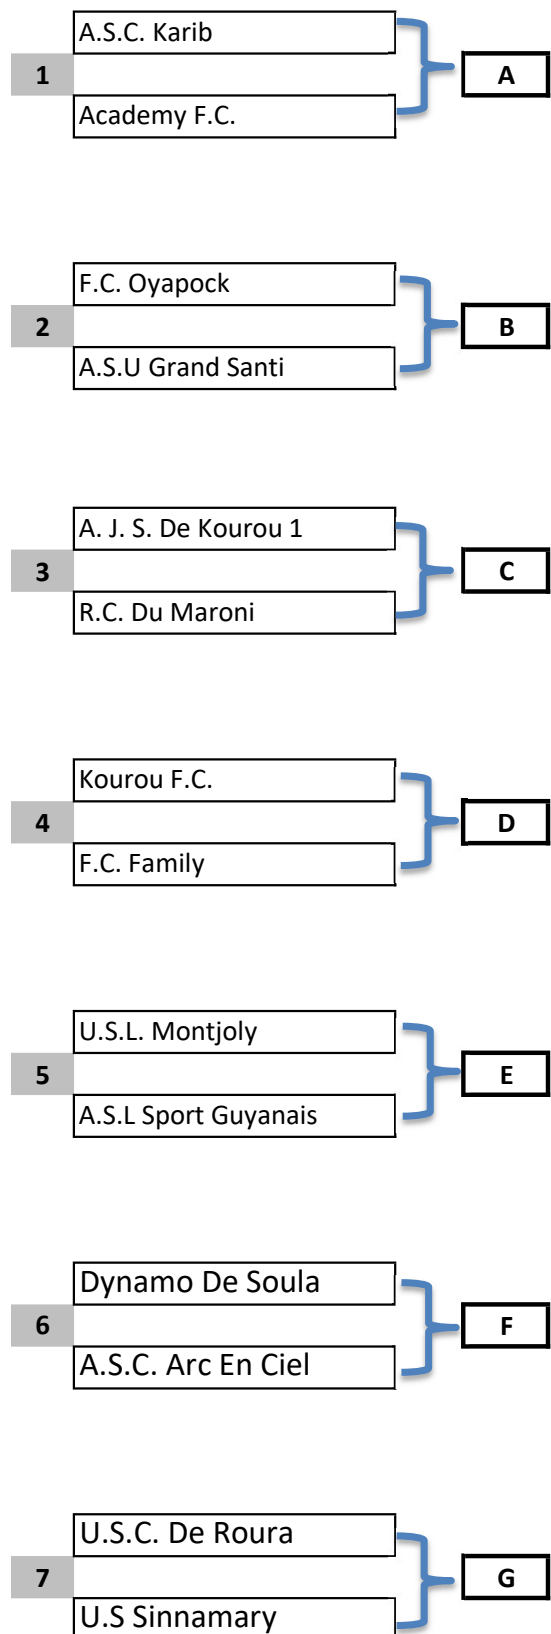 A.S.C. Karib
1
A
Academy F.C.
F.C. Oyapock
2
B
A.S.U Grand Santi
A. J. S. De Kourou 1
3
C
R.C. Du Maroni
Kourou F.C.
4
D
F.C. Family
U.S.L. Montjoly
5
E
A.S.L Sport Guyanais
Dynamo De Soula
6
F
A.S.C. Arc En Ciel
U.S.C. De Roura
7
G
U.S Sinnamary